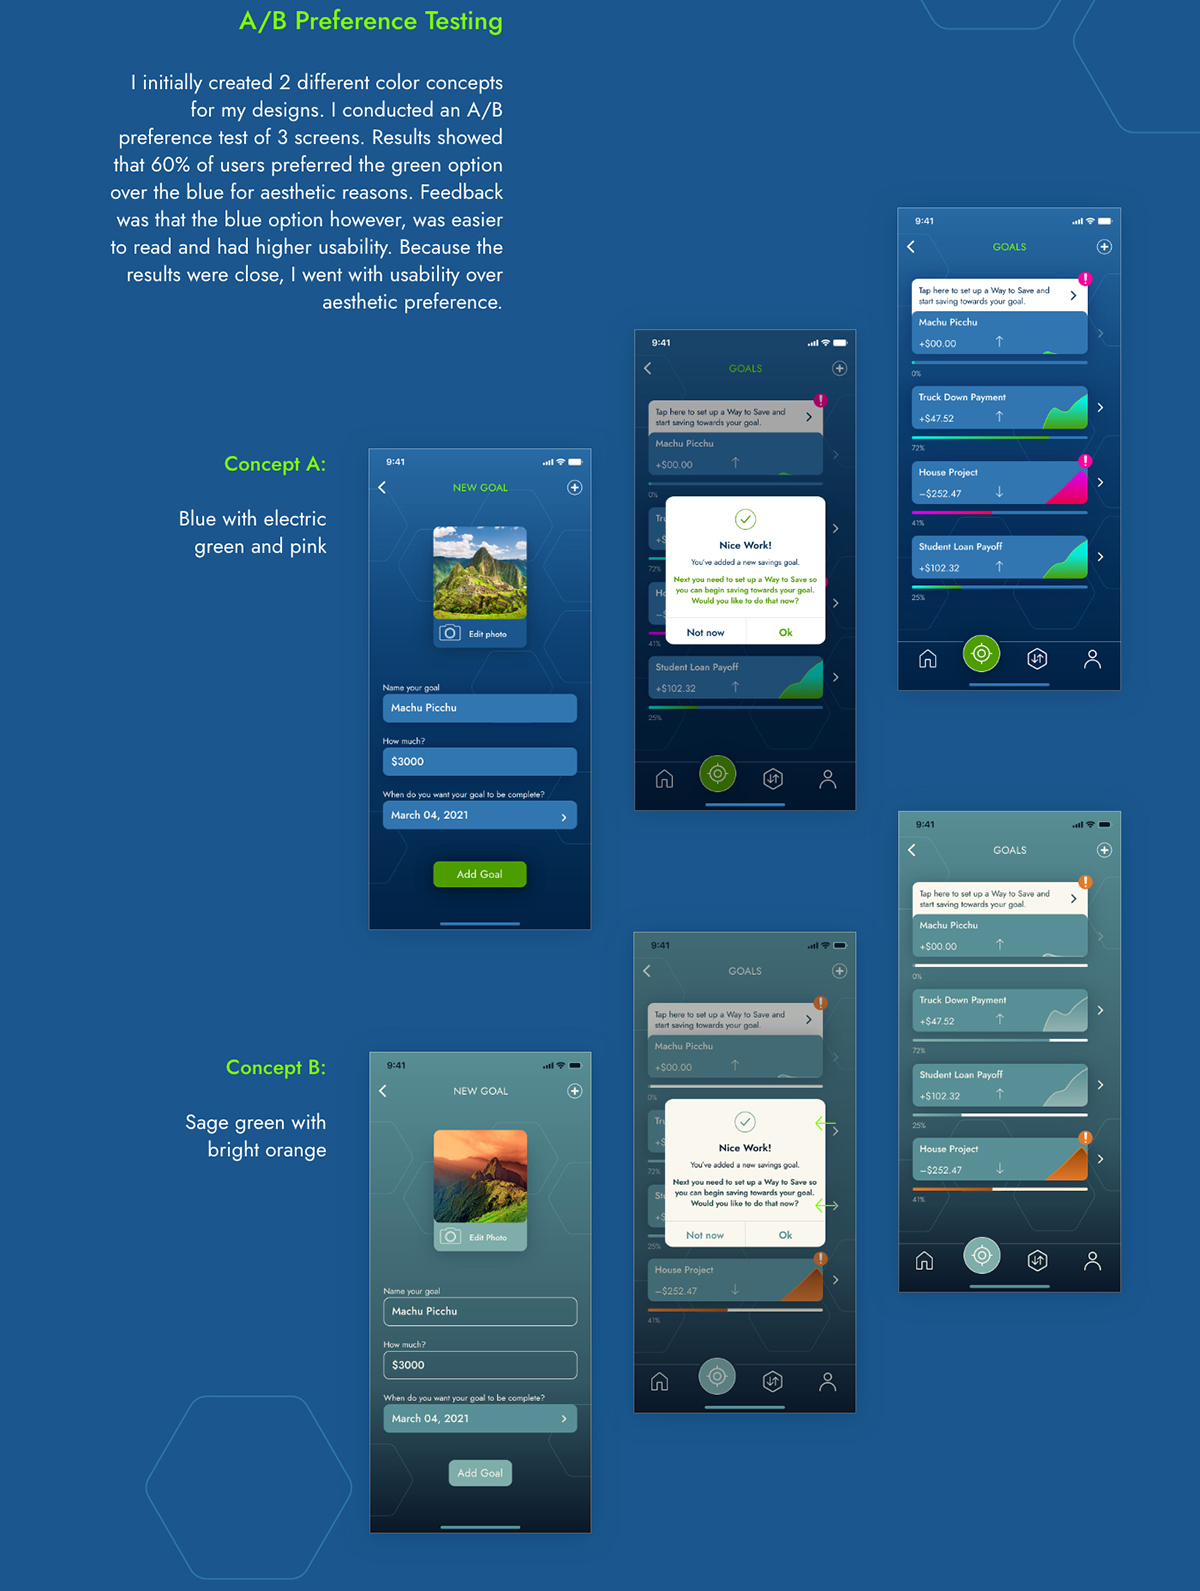 A/B Preference Testing
I initially created 2 different color concepts
for my designs. I conducted an A/B
preference test of 3 screens. Results showed
that 60% of users preferred the green option
over the blue for aesthetic reasons. Feedback
was that the blue option however, was easier
to read and had higher usability. Because the
results were close, I went with usability over
aesthetic preference.
9:41
GOALS
Tap here to set up a Way to Save and
start saving towards your goal.
Machu Picchu
+$00.00
0%
Truck Down Payment
+$47.52
72%
House Project
–$252.47
41%
Student Loan Payoff
+$102.32
25%
9:41
GOALS
Tap here to set up a Way to Save and
start saving towards your goal.
Machu Picchu
+$00.00
0%
Tru
+$
72%
Ho
–$
41%
Nice Work!
You've added a new savings goal.
Next you need to set up a Way to Save so
you can begin saving towards your goal.
Would you like to do that now?
Not now
Ok
Student Loan Payoff
+$102.32
25%
Concept A:
Blue with electric
green and pink
9:41
NEW GOAL
Edit photo
Name your goal
Machu Picchu
How much?
$3000
When do you want your goal to be complete?
March 04, 2021
Add Goal
9:41
GOALS
Tap here to set up a Way to Save and
start saving towards your goal.
Machu Picchu
+$00.00
0%
Truck Down Payment
+$47.52
72%
Student Loan Payoff
+$102.32
25%
House Project
–$252.47
41%
9:41
GOALS
Tap here to set up a Way to Save and
start saving towards your goal.
Machu Picchu
+$00.00
0%
Tru
+$
72%
Stu
+$
25%
Nice Work!
You've added a new savings goal.
Next you need to set up a Way to Save so
you can begin saving towards your goal.
Would you like to do that now?
Not now
Ok
House Project
–$252.47
41%
Concept B:
Sage green with
bright orange
9:41
NEW GOAL
Edit Photo
Name your goal
Machu Picchu
How much?
$3000
When do you want your goal to be complete?
March 04, 2021
Add Goal